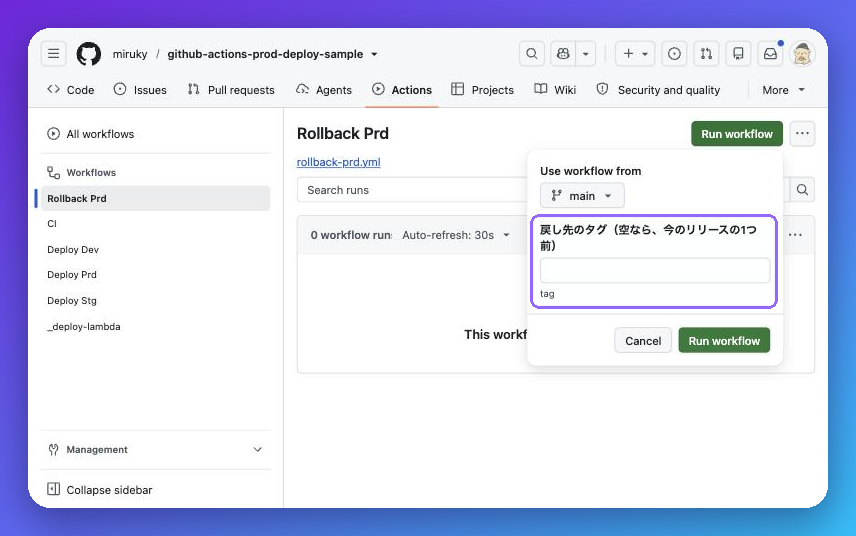 miruky / github-actions-prod-deploy-sample
Code Issues Pull requests Agents Actions Projects Wiki Security and quality More
All workflows
Workflows
Rollback Prd
CI
Deploy Dev
Deploy Prd
Deploy Stg
_deploy-lambda
Management
Collapse sidebar
Rollback Prd
Run workflow
rollback-prd.yml
Search runs
0 workflow run
Auto-refresh: 30s
This workf
Use workflow from
main
戻し先のタグ（空なら、今のリリースの1つ
前）
tag
Cancel Run workflow